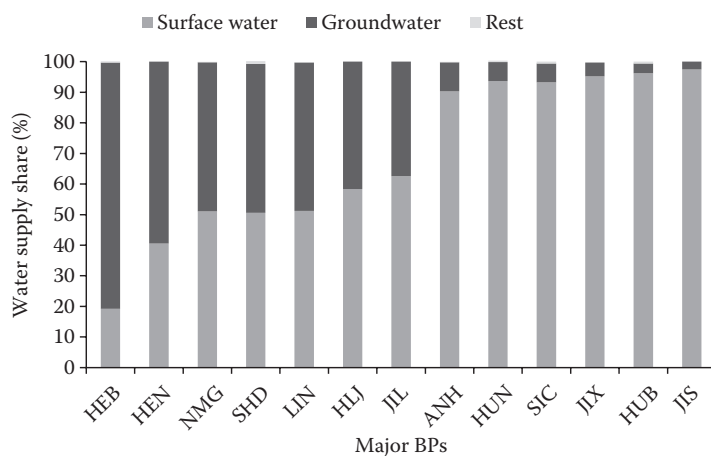 Surface water Groundwater Rest
100
90
80
70
60
50
40
30
20
10
0
Water supply share (%)
HEB HEN NMG SHD LIN HLJ JIL ANH HUN SIC JIX HUB JIS
Major BPs